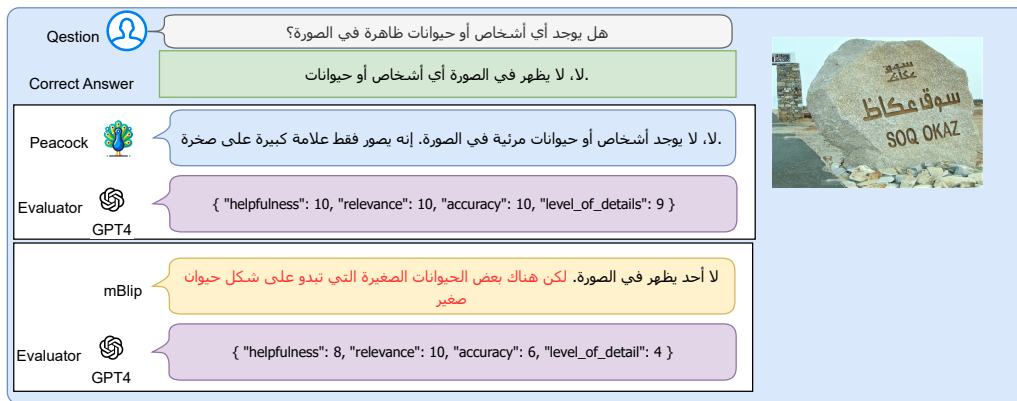 Qestion
هل يوجد أي أشخاص أو حيوانات ظاهرة في الصورة؟
Correct Answer
لا، لا يظهر في الصورة أي أشخاص أو حيوانات.
Peacock
لا، لا يوجد أشخاص أو حيوانات مرئية في الصورة. إنه يصور فقط علامة كبيرة على صخرة.
Evaluator
GPT4
{ "helpfulness": 10, "relevance": 10, "accuracy": 10, "level_of_details": 9 }
mBlip
لا أحد يظهر في الصورة. لكن هناك بعض الحيوانات الصغيرة التي تبدو على شكل حيوان
صغير
Evaluator
GPT4
{ "helpfulness": 8, "relevance": 10, "accuracy": 6, "level_of_detail": 4 }
سوق عكاظ
SOQ OKAZ